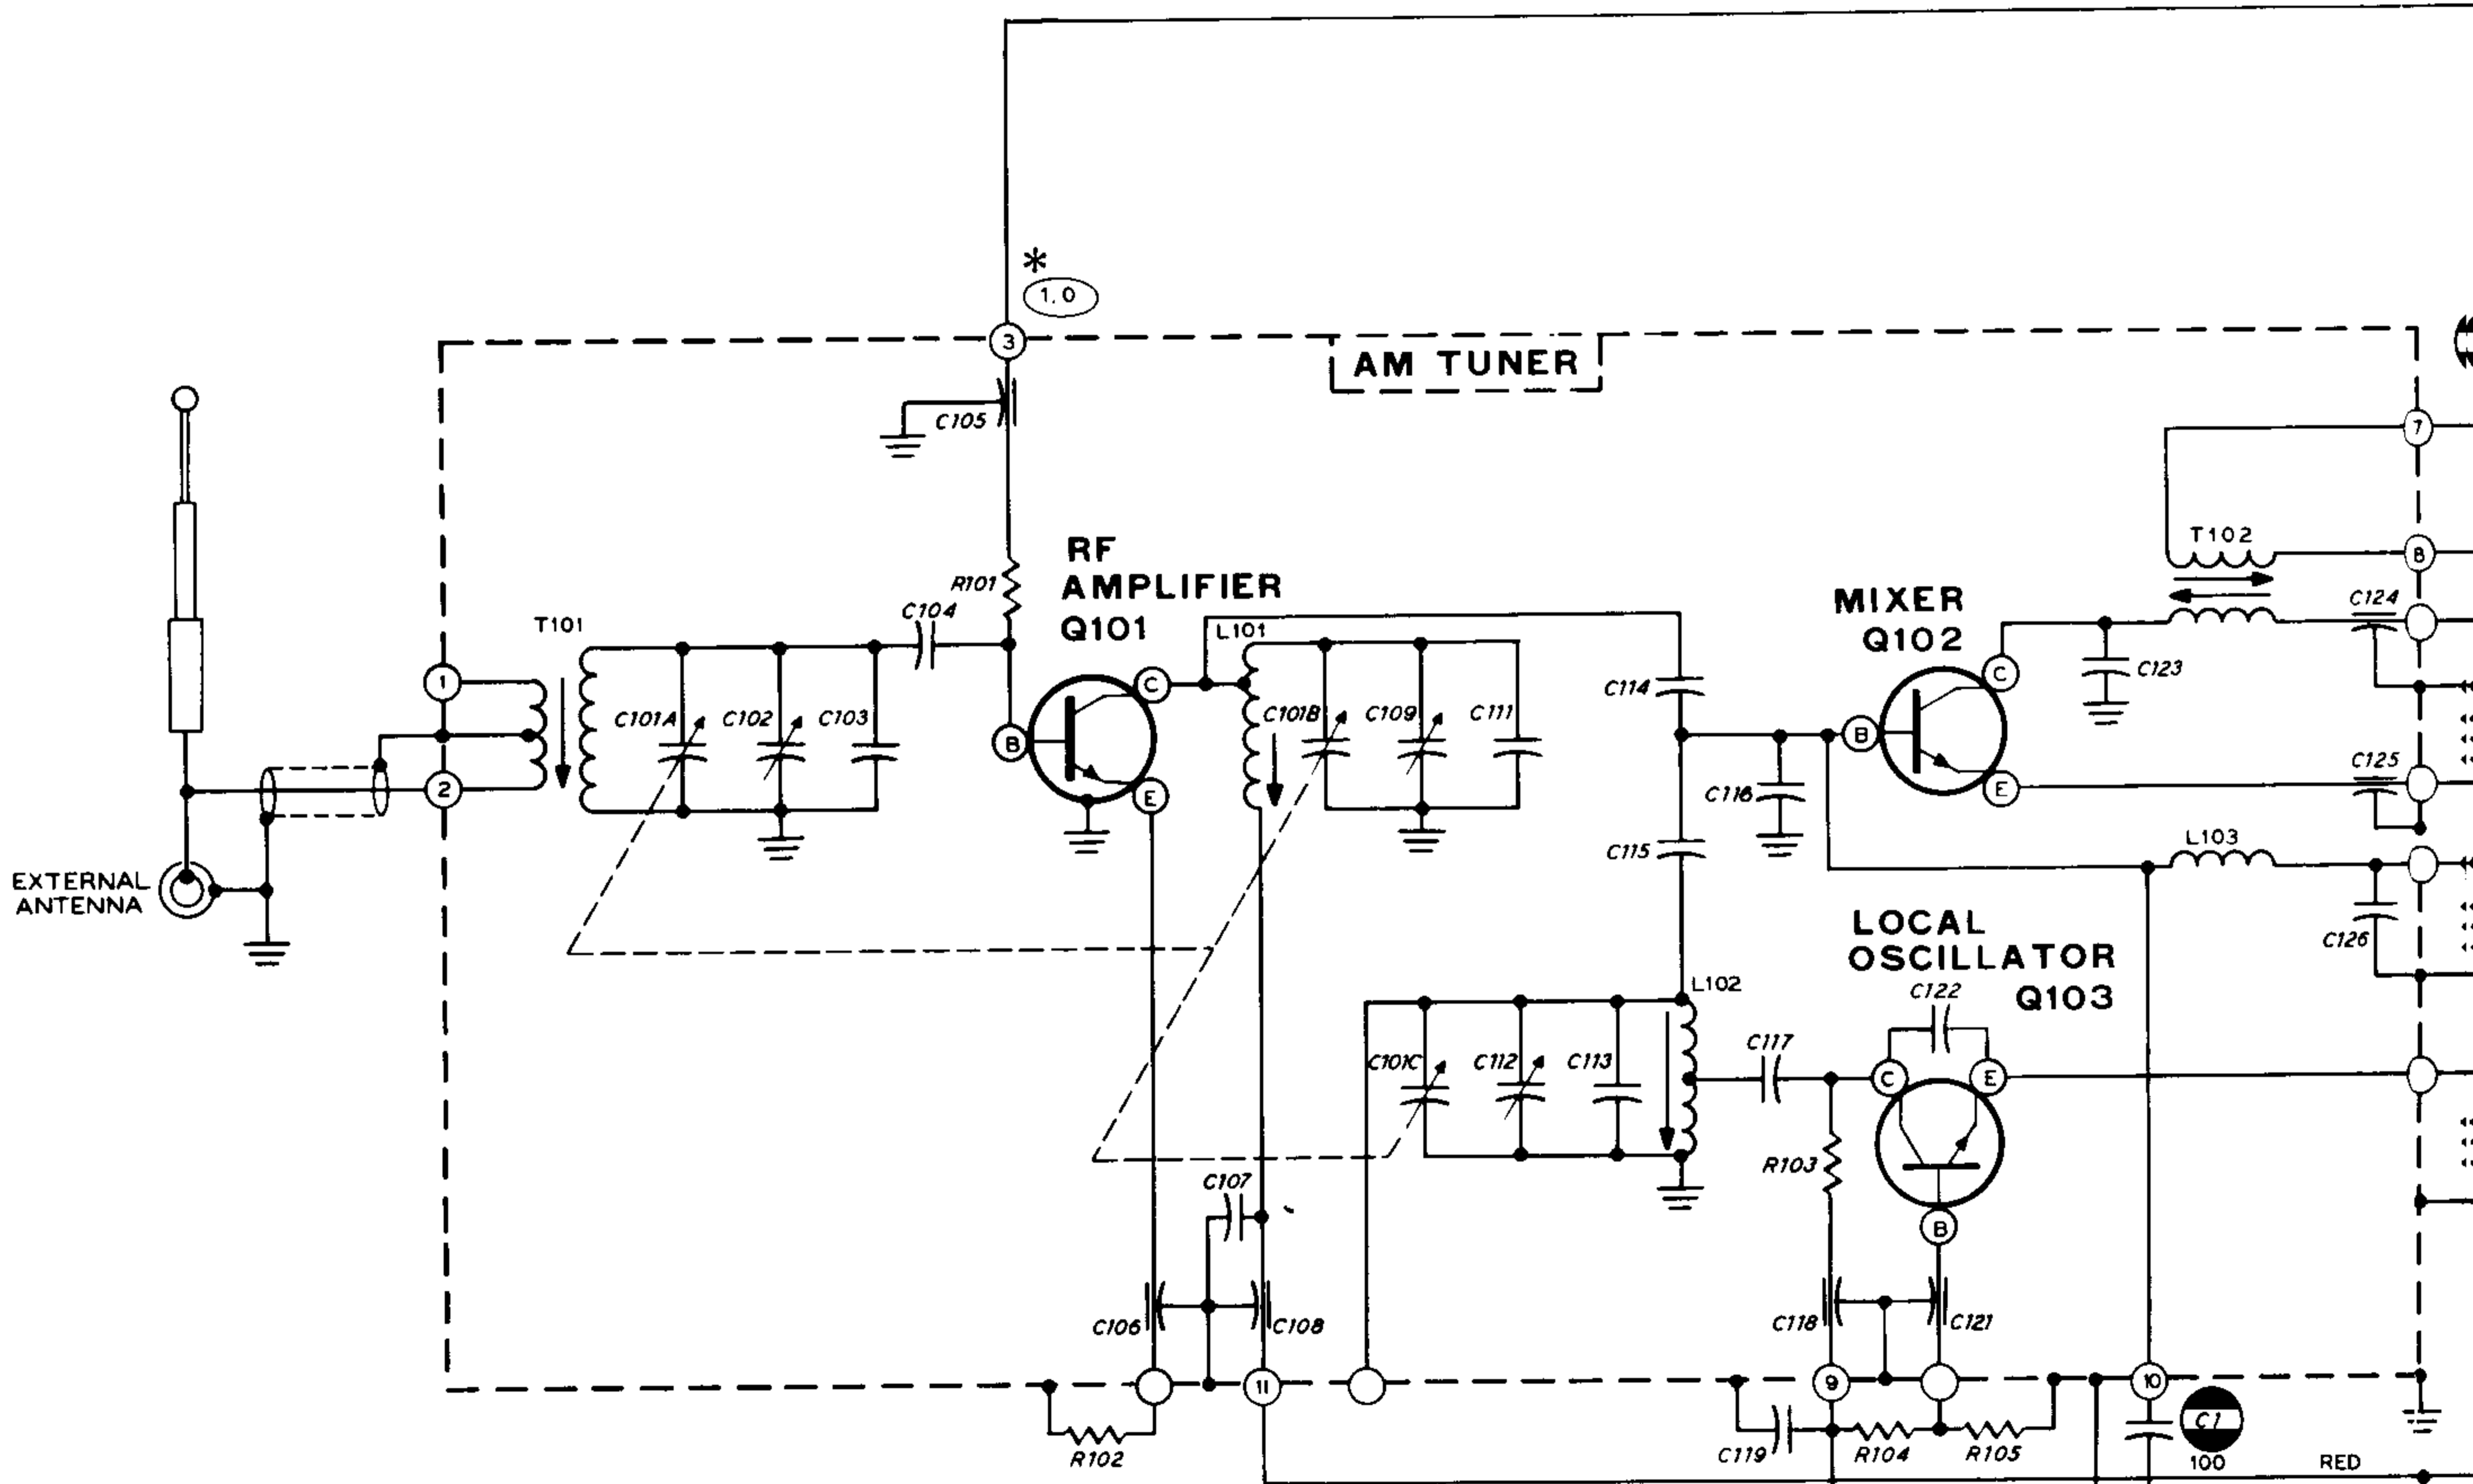 *
1.0
3
AM TUNER
C105
7
T102
8
R101
RF
AMPLIFIER
Q101
C104
MIXER
Q102
C124
T101
L101
C
C
C123
1
C101A
C102
C103
C114
C101B
C109
C111
B
B
2
E
C116
E
C125
C115
L103
EXTERNAL
ANTENNA
LOCAL
OSCILLATOR
Q103
C126
L102
C122
C101C
C112
C113
C117
C
E
R103
C107
B
C106
C108
C118
C121
11
9
10
R102
C119
R104
R105
C1
100
RED